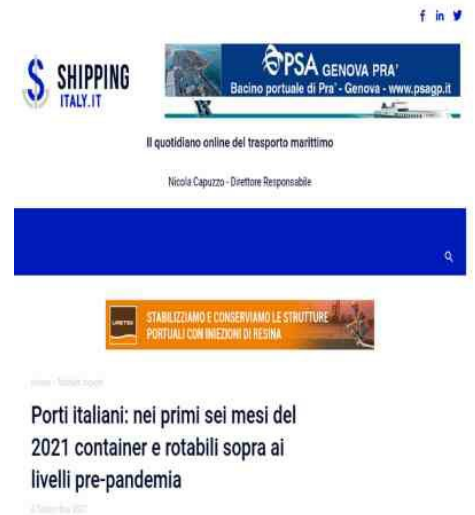 f in
SHIPPING
ITALY.IT
PSA GENOVA PRA'
Bacino portuale di Pra' - Genova - www.psagp.it
Il quotidiano online del trasporto marittimo
Nicola Capuzzo - Direttore Responsabile
URETEK
STABILIZZIAMO E CONSERVIAMO LE STRUTTURE
PORTUALI CON INIEZIONI DI RESINA
Porti italiani: nei primi sei mesi del
2021 container e rotabili sopra ai
livelli pre-pandemia